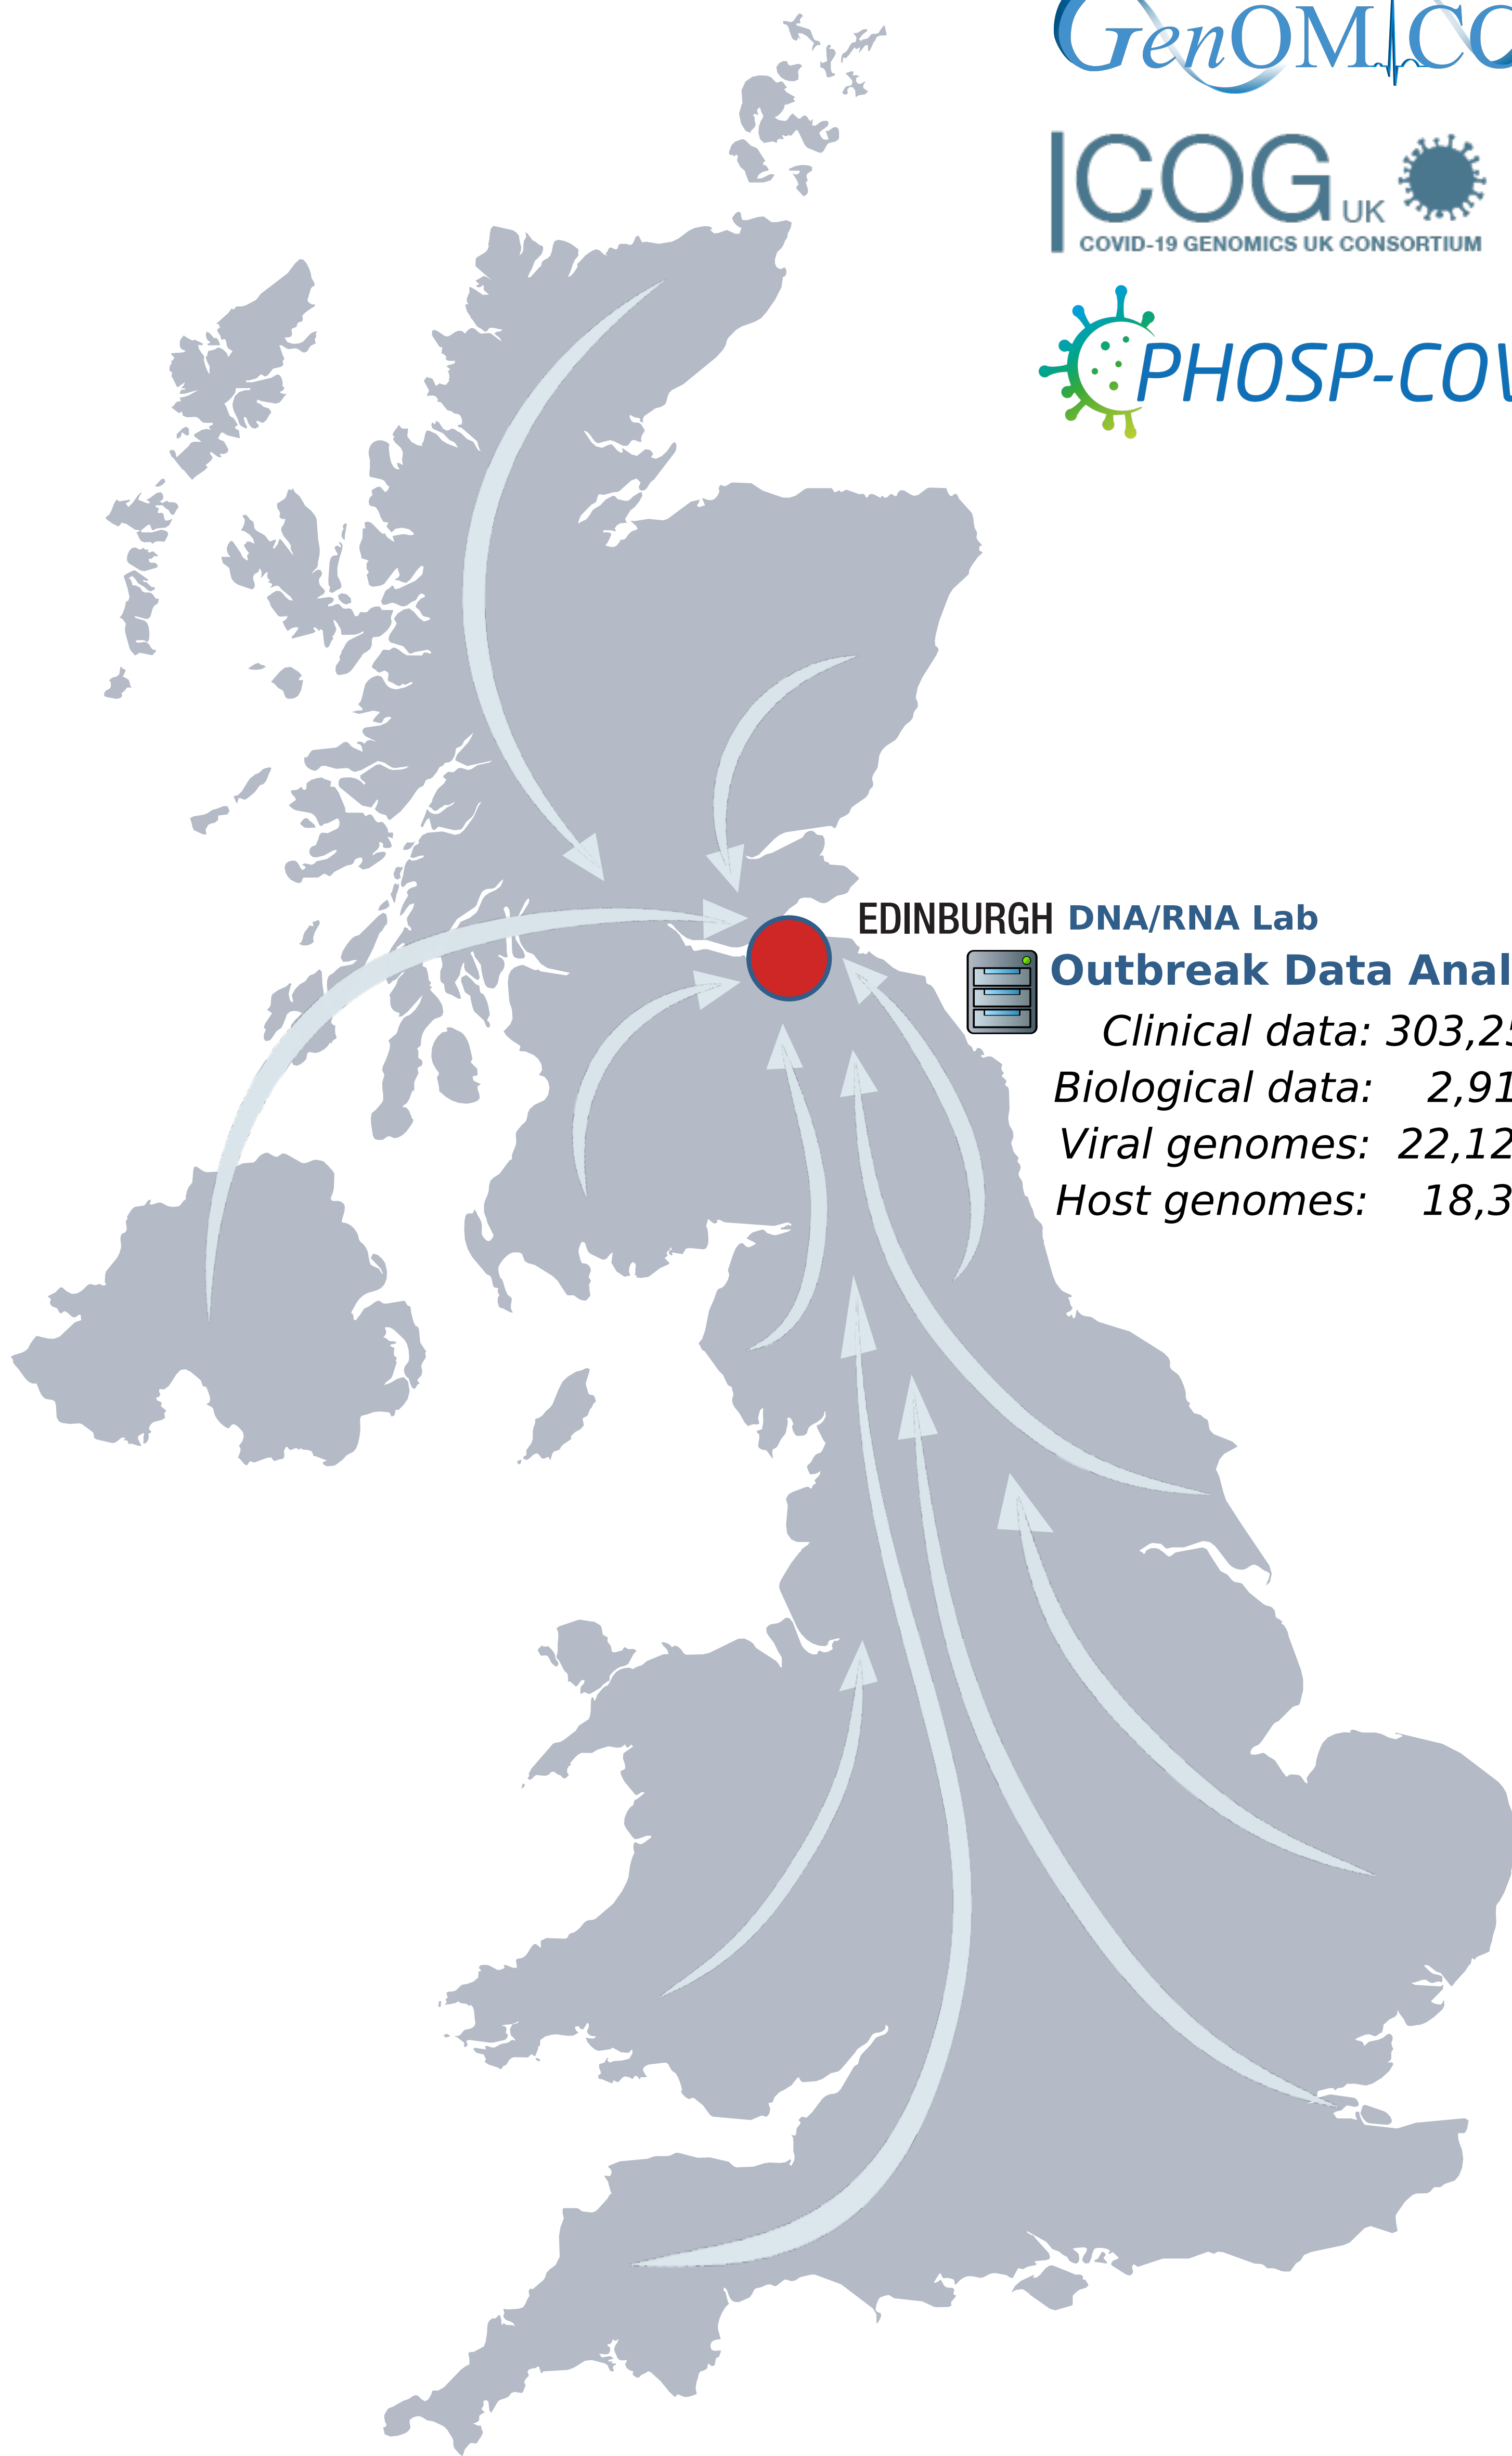 GenOMICC
COG UK
COVID-19 GENOMICS UK CONSORTIUM
PHOSP-COV
EDINBURGH DNA/RNA Lab
Outbreak Data Anal
Clinical data: 303,25
Biological data: 2,91
Viral genomes: 22,12
Host genomes: 18,3